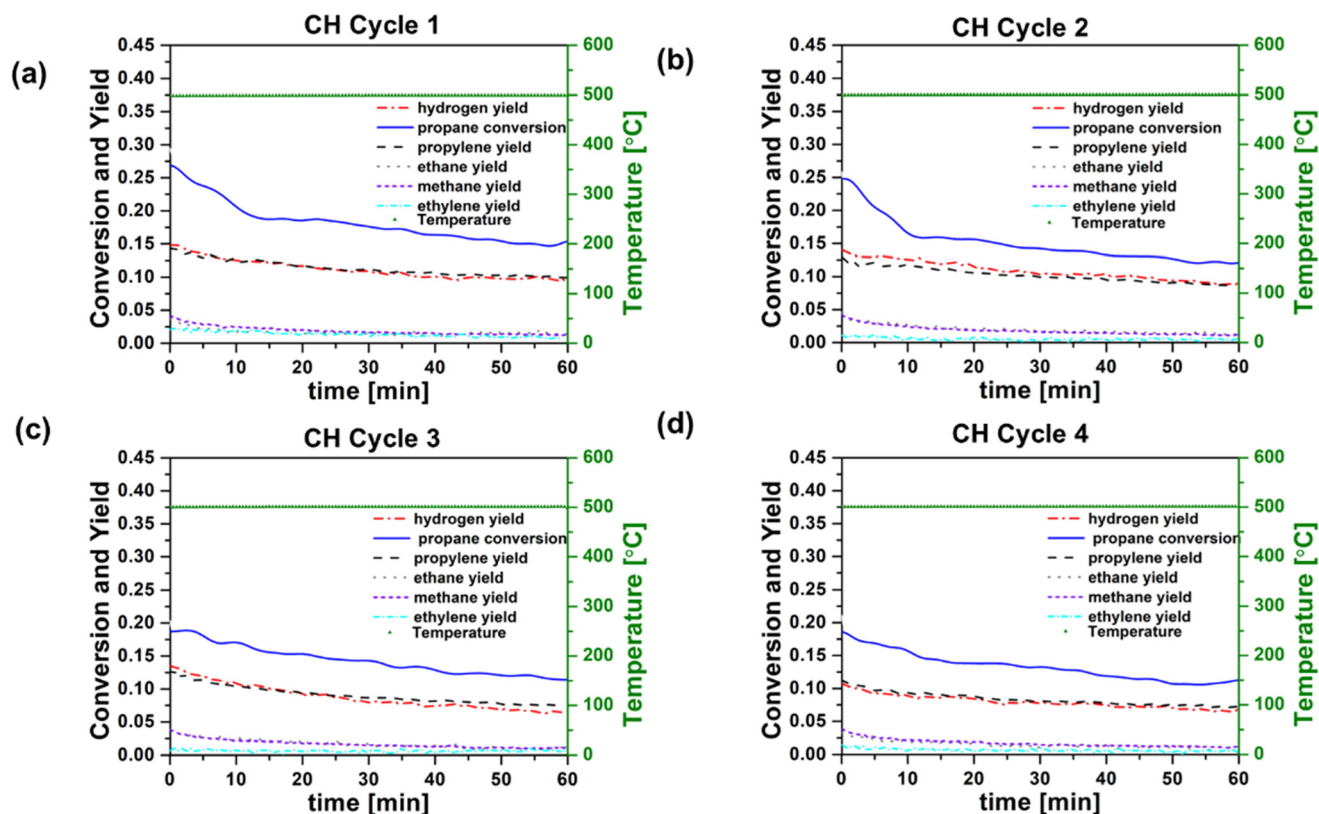 (a)
CH Cycle 1
0.45
0.40
0.35
0.30
0.25
0.20
0.15
0.10
0.05
0.00
Conversion and Yield
hydrogen yield
propane conversion
propylene yield
ethane yield
methane yield
ethylene yield
Temperature
600
500
400
300
200
100
0
Temperature [°C]
0 10 20 30 40 50 60
time [min]
(b)
CH Cycle 2
0.45
0.40
0.35
0.30
0.25
0.20
0.15
0.10
0.05
0.00
Conversion and Yield
hydrogen yield
propane conversion
propylene yield
ethane yield
methane yield
ethylene yield
Temperature
600
500
400
300
200
100
0
Temperature [°C]
0 10 20 30 40 50 60
time [min]
(c)
CH Cycle 3
0.45
0.40
0.35
0.30
0.25
0.20
0.15
0.10
0.05
0.00
Conversion and Yield
hydrogen yield
propane conversion
propylene yield
ethane yield
methane yield
ethylene yield
Temperature
600
500
400
300
200
100
0
Temperature [°C]
0 10 20 30 40 50 60
time [min]
(d)
CH Cycle 4
0.45
0.40
0.35
0.30
0.25
0.20
0.15
0.10
0.05
0.00
Conversion and Yield
hydrogen yield
propane conversion
propylene yield
ethane yield
methane yield
ethylene yield
Temperature
600
500
400
300
200
100
0
Temperature [°C]
0 10 20 30 40 50 60
time [min]